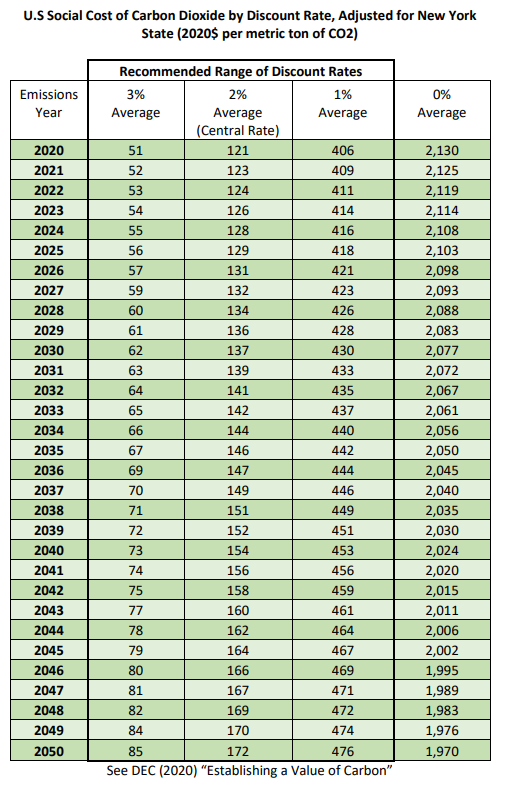 U.S Social Cost of Carbon Dioxide by Discount Rate, Adjusted for New York
State (2020$ per metric ton of CO2)
Recommended Range of Discount Rates
Emissions Year 3% Average 2% Average (Central Rate) 1% Average 0% Average
2020 51 121 406 2,130
2021 52 123 409 2,125
2022 53 124 411 2,119
2023 54 126 414 2,114
2024 55 128 416 2,108
2025 56 129 418 2,103
2026 57 131 421 2,098
2027 59 132 423 2,093
2028 60 134 426 2,088
2029 61 136 428 2,083
2030 62 137 430 2,077
2031 63 139 433 2,072
2032 64 141 435 2,067
2033 65 142 437 2,061
2034 66 144 440 2,056
2035 67 146 442 2,050
2036 69 147 444 2,045
2037 70 149 446 2,040
2038 71 151 449 2,035
2039 72 152 451 2,030
2040 73 154 453 2,024
2041 74 156 456 2,020
2042 75 158 459 2,015
2043 77 160 461 2,011
2044 78 162 464 2,006
2045 79 164 467 2,002
2046 80 166 469 1,995
2047 81 167 471 1,989
2048 82 169 472 1,983
2049 84 170 474 1,976
2050 85 172 476 1,970
See DEC (2020) “Establishing a Value of Carbon”